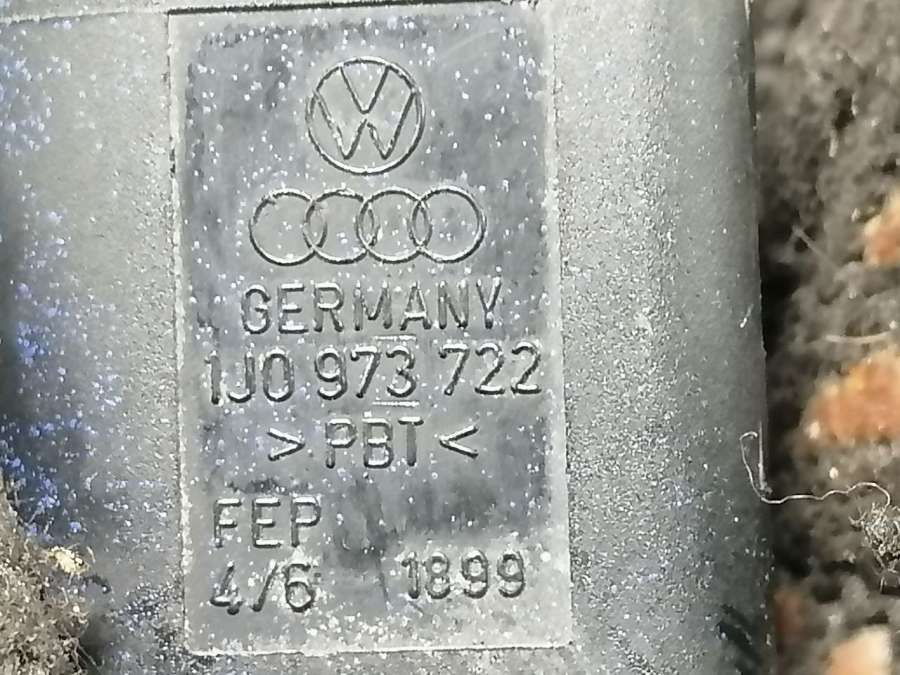 GERMANY
1J0 973 722
>PBT<
FEP
4/6 1899